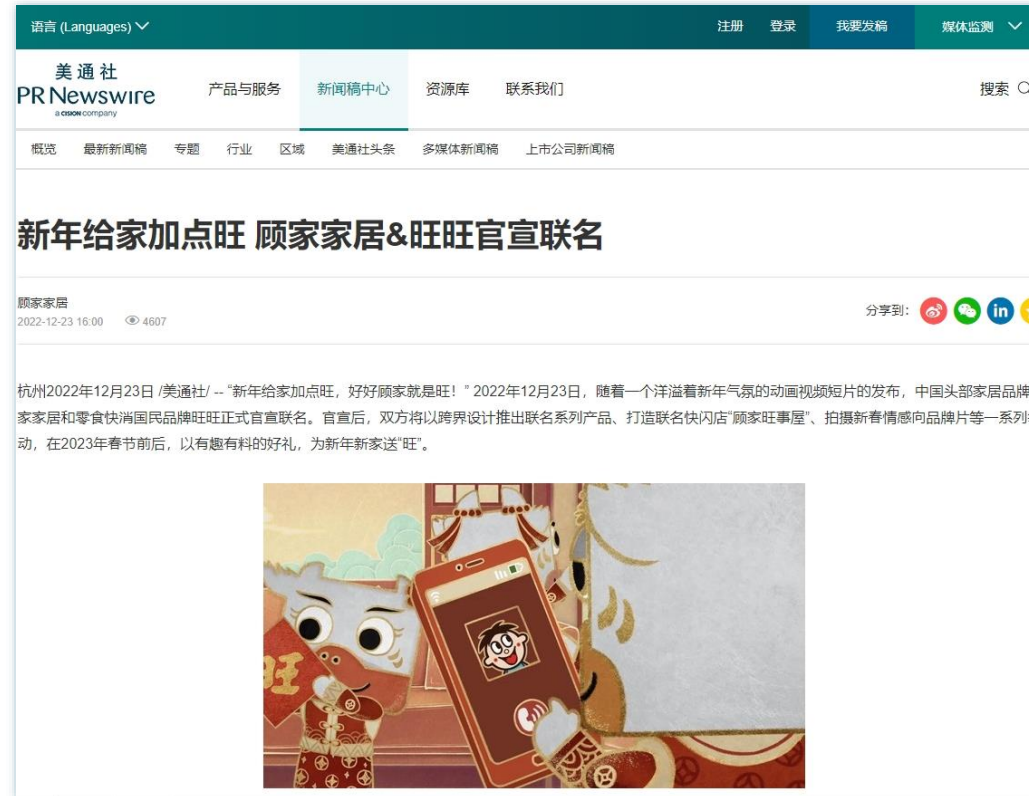 语言 (Languages)
注册 登录 我要发稿 媒体监测
美通社
PR Newswire
a CISION company
产品与服务 新闻稿中心 资源库 联系我们 搜索
概览 最新新闻稿 专题 行业 区域 美通社头条 多媒体新闻稿 上市公司新闻稿
新年给家加点旺 顾家家居&旺旺官宣联名
顾家家居
2022-12-23 16:00 4607
分享到:
杭州2022年12月23日 /美通社/ -- “新年给家加点旺，好好顾家就是旺！” 2022年12月23日，随着一个洋溢着新年气氛的动画视频短片的发布，中国头部家居品牌
家家居和零食快消国民品牌旺旺正式官宣联名。官宣后，双方将以跨界设计推出联名系列产品、打造联名快闪店“顾家旺事屋”、拍摄新春情感向品牌片等一系列
动，在2023年春节前后，以有趣有料的好礼，为新年新家送“旺”。
旺